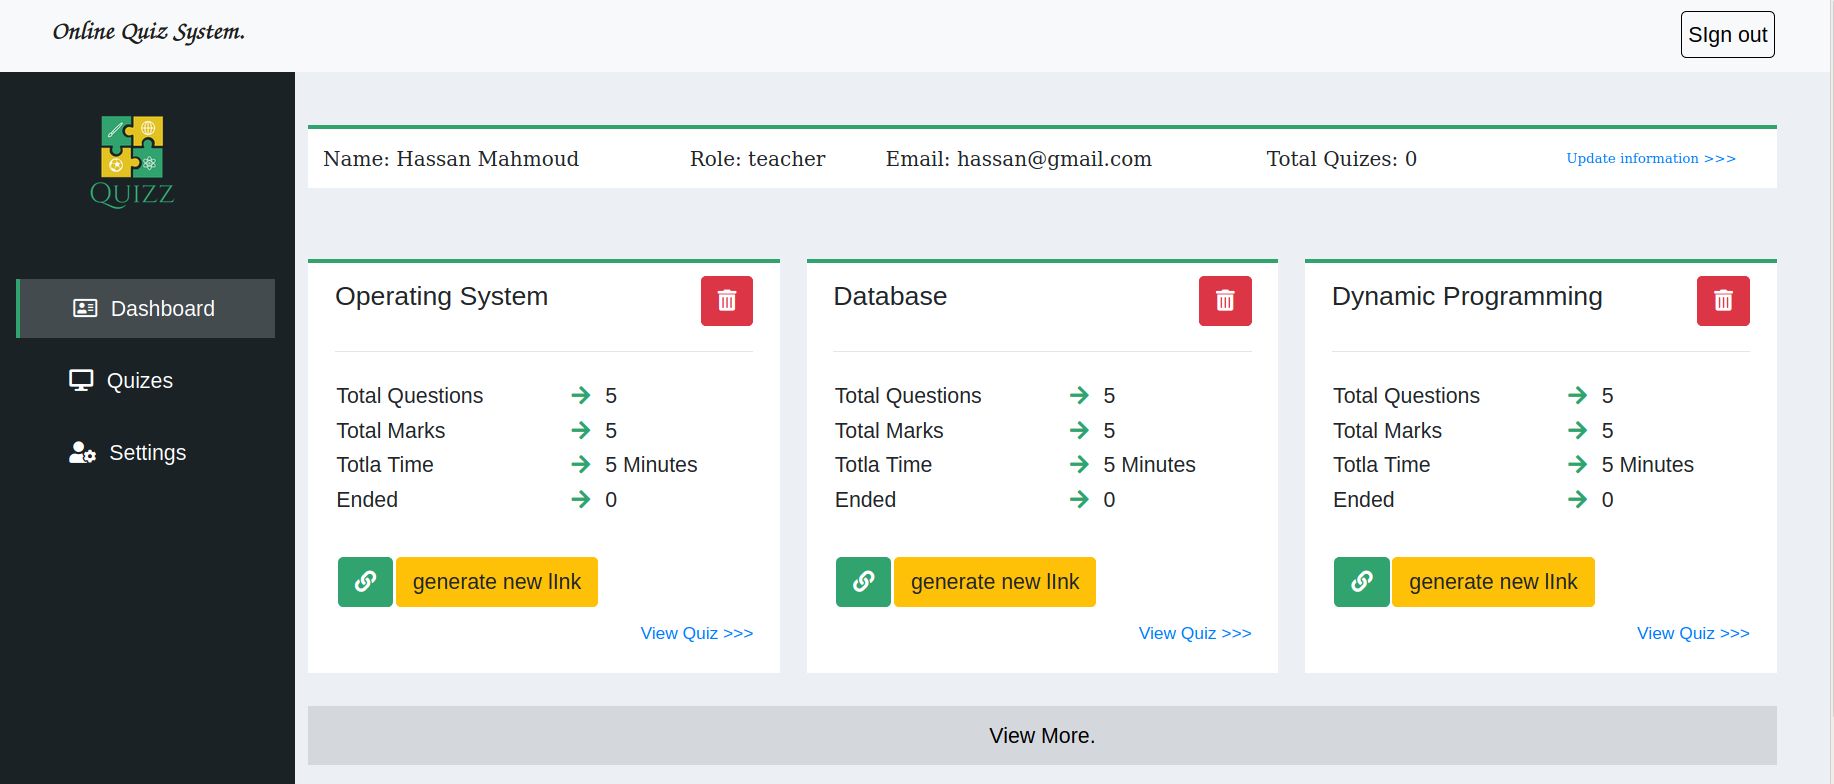 Online Quiz System.
SIgn out
QUIZZ
Dashboard
Quizes
Settings
Name: Hassan Mahmoud Role: teacher Email: hassan@gmail.com Total Quizes: 0 Update information >>>
Operating System
Total Questions 5
Total Marks 5
Totla Time 5 Minutes
Ended 0
generate new lInk
View Quiz >>>
Database
Total Questions 5
Total Marks 5
Totla Time 5 Minutes
Ended 0
generate new lInk
View Quiz >>>
Dynamic Programming
Total Questions 5
Total Marks 5
Totla Time 5 Minutes
Ended 0
generate new lInk
View Quiz >>>
View More.